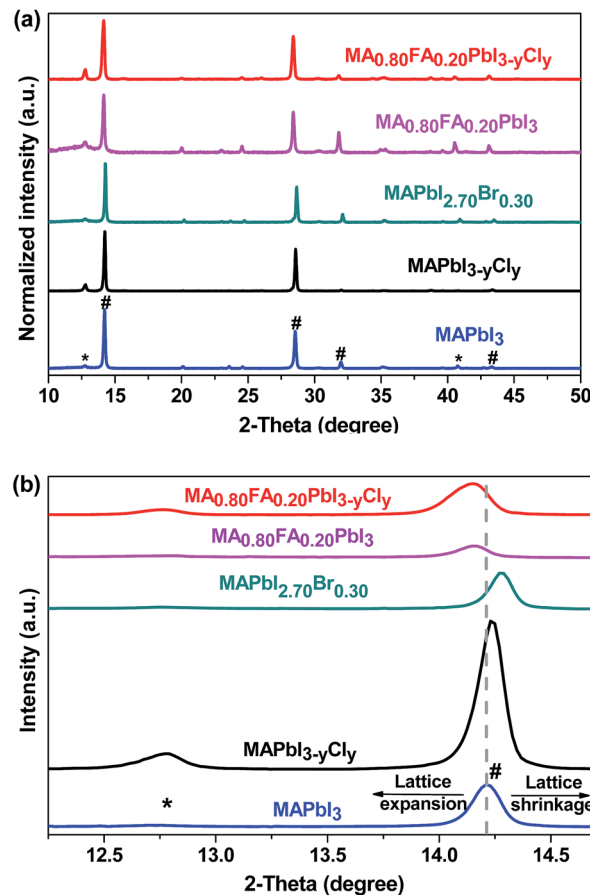 (a)
Normalized intensity (a.u.)
MA0.80FA0.20PbI3-yCly
MA0.80FA0.20PbI3
MAPbI2.70Br0.30
MAPbI3-yCly
MAPbI3
* # # # * #
10 15 20 25 30 35 40 45 50
2-Theta (degree)
(b)
Intensity (a.u.)
MA0.80FA0.20PbI3-yCly
MA0.80FA0.20PbI3
MAPbI2.70Br0.30
MAPbI3-yCly
MAPbI3
* #
Lattice expansion
Lattice shrinkage
12.5 13.0 13.5 14.0 14.5
2-Theta (degree)